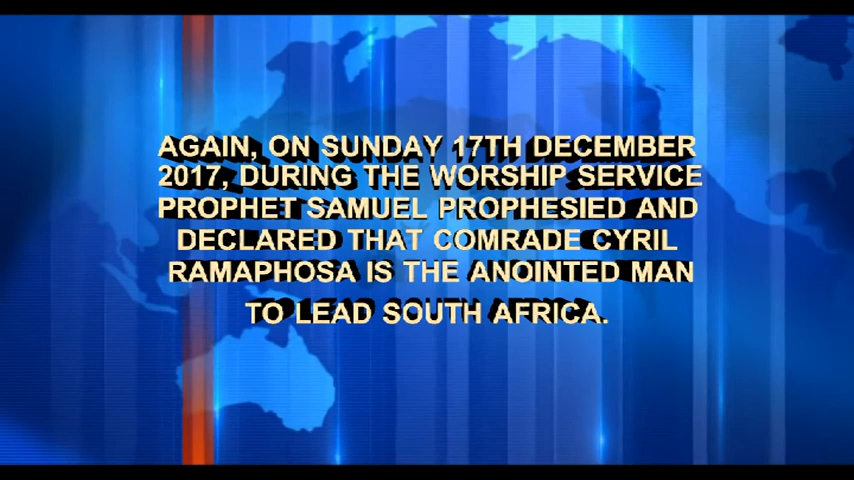 AGAIN, ON SUNDAY 17TH DECEMBER
2017, DURING THE WORSHIP SERVICE
PROPHET SAMUEL PROPHESIED AND
DECLARED THAT COMRADE CYRIL
RAMAPHOSA IS THE ANOINTED MAN
TO LEAD SOUTH AFRICA.